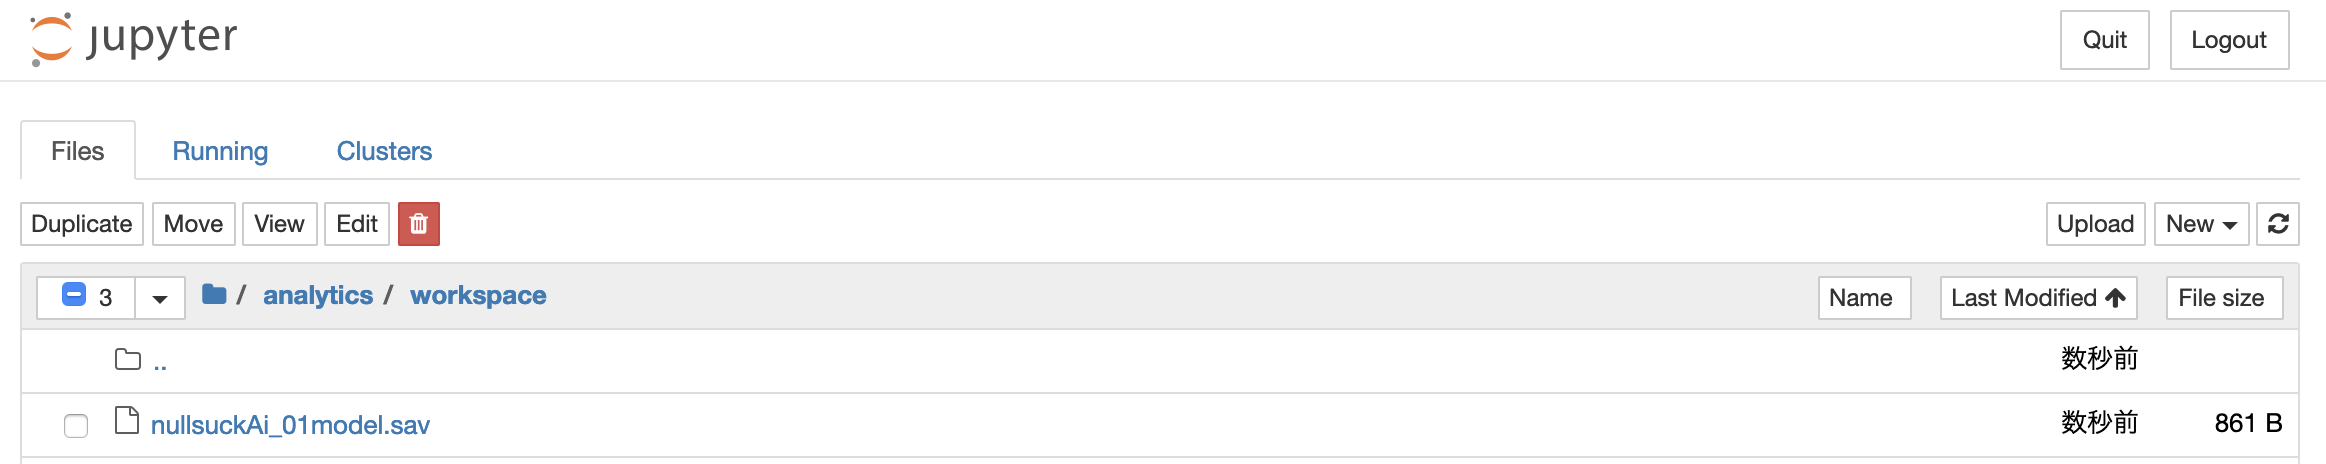 jupyter
Quit Logout
Files Running Clusters
Duplicate Move View Edit Upload New
3 / analytics / workspace Name Last Modified File size
.. 数秒前
nullsuckAi_01model.sav 数秒前 861 B